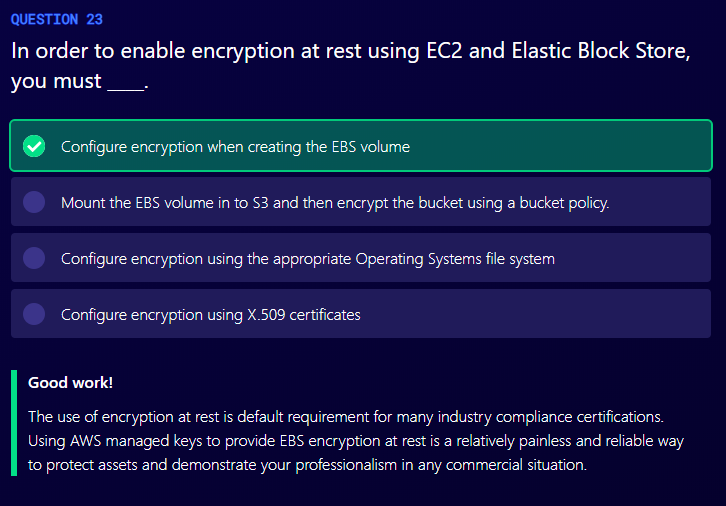 QUESTION 23
In order to enable encryption at rest using EC2 and Elastic Block Store,
you must ____.
Configure encryption when creating the EBS volume
Mount the EBS volume in to S3 and then encrypt the bucket using a bucket policy.
Configure encryption using the appropriate Operating Systems file system
Configure encryption using X.509 certificates
Good work!
The use of encryption at rest is default requirement for many industry compliance certifications.
Using AWS managed keys to provide EBS encryption at rest is a relatively painless and reliable way
to protect assets and demonstrate your professionalism in any commercial situation.